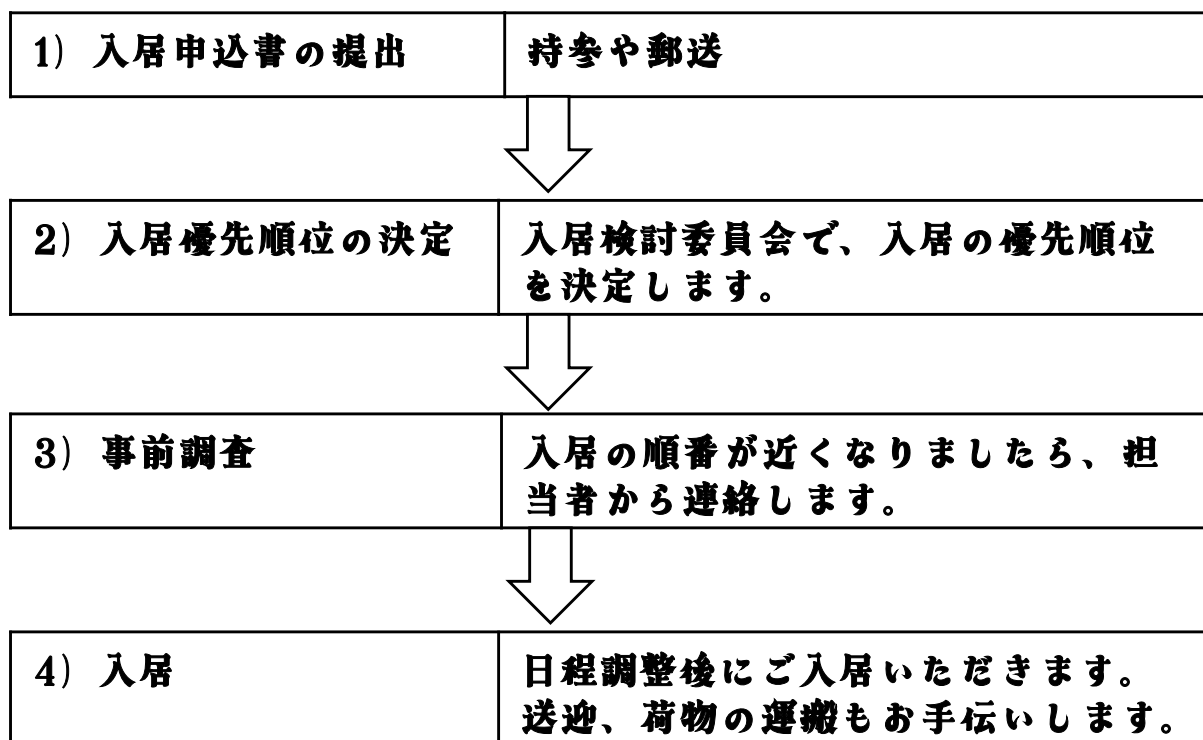 1) 入居申込書の提出
持参や郵送
2) 入居優先順位の決定
入居検討委員会で、入居の優先順位
を決定します。
3) 事前調査
入居の順番が近くなりましたら、担
当者から連絡します。
4) 入居
日程調整後にご入居いただきます。
送迎、荷物の運搬もお手伝いします。